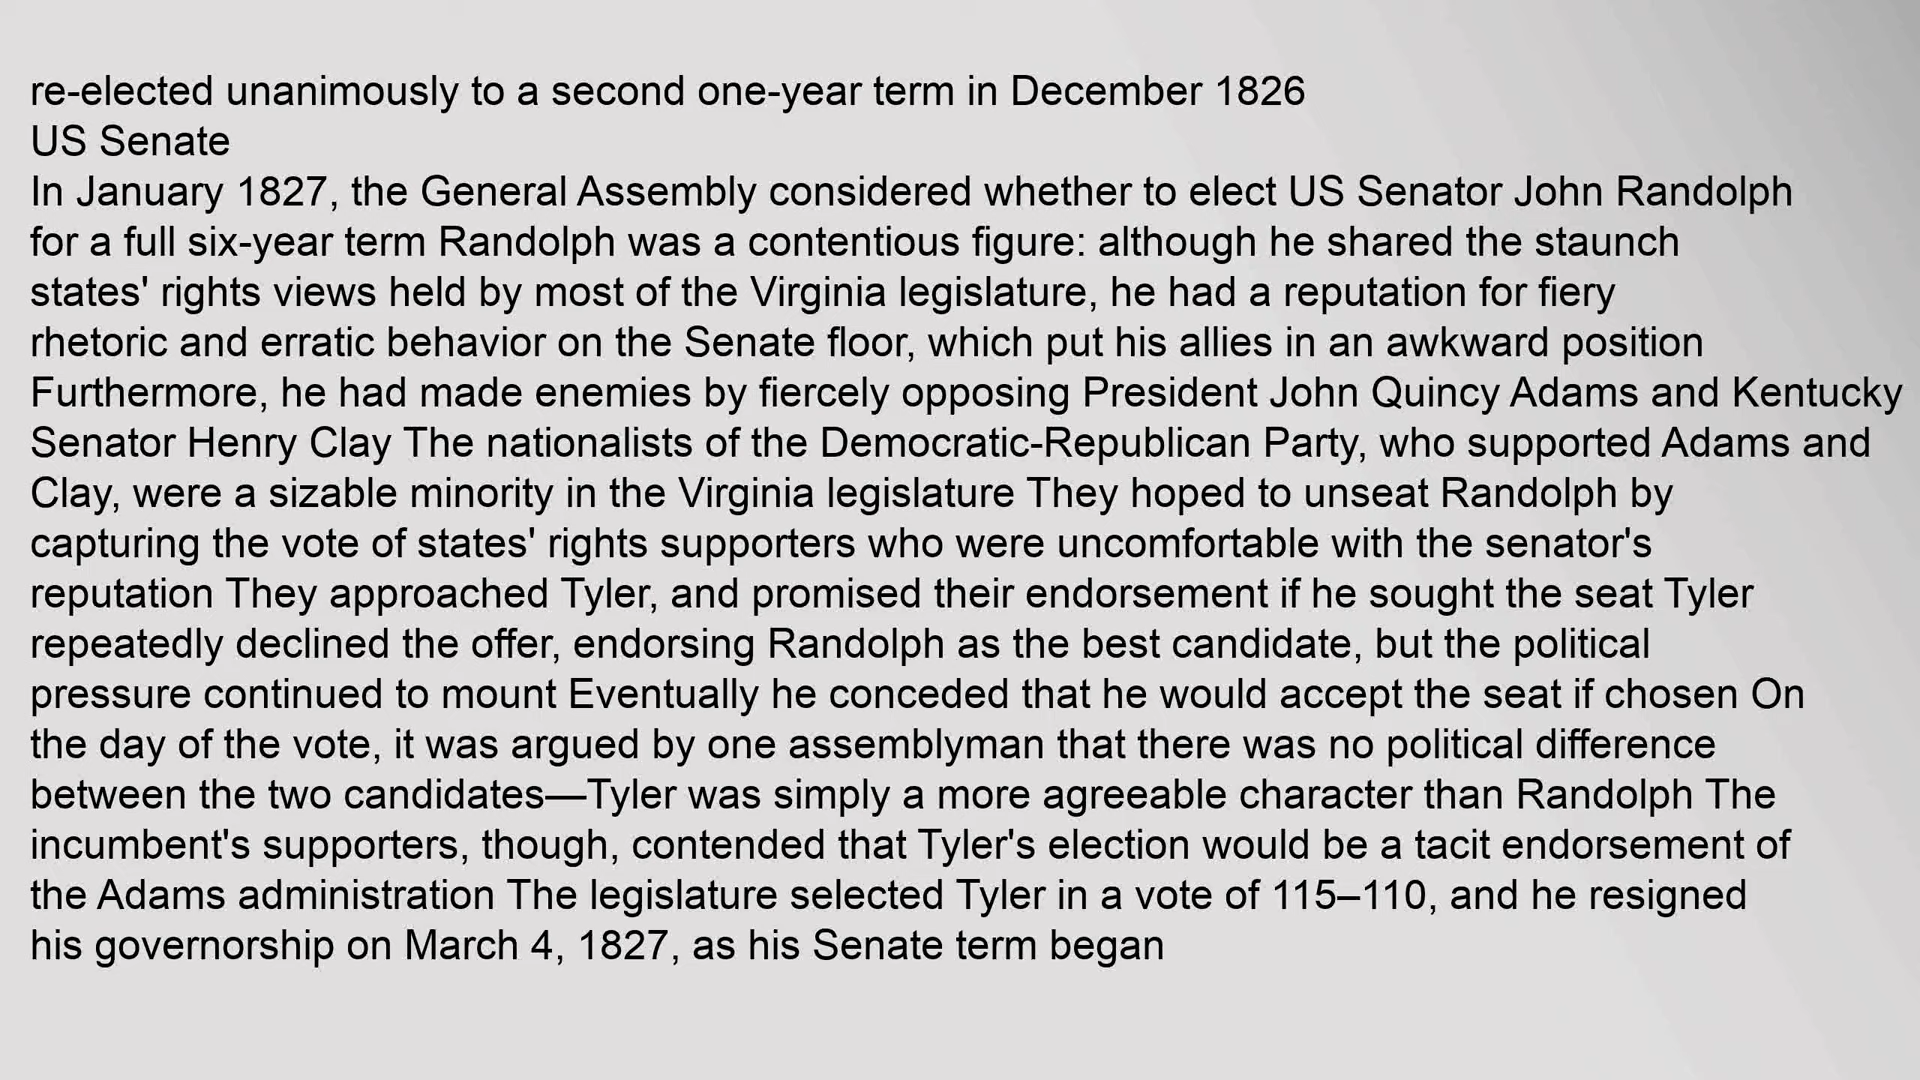 re-elected unanimously to a second one-year term in December 1826
US Senate
In January 1827, the General Assembly considered whether to elect US Senator John Randolph
for a full six-year term Randolph was a contentious figure: although he shared the staunch
states' rights views held by most of the Virginia legislature, he had a reputation for fiery
rhetoric and erratic behavior on the Senate floor, which put his allies in an awkward position
Furthermore, he had made enemies by fiercely opposing President John Quincy Adams and Kentucky
Senator Henry Clay The nationalists of the Democratic-Republican Party, who supported Adams and
Clay, were a sizable minority in the Virginia legislature They hoped to unseat Randolph by
capturing the vote of states' rights supporters who were uncomfortable with the senator's
reputation They approached Tyler, and promised their endorsement if he sought the seat Tyler
repeatedly declined the offer, endorsing Randolph as the best candidate, but the political
pressure continued to mount Eventually he conceded that he would accept the seat if chosen On
the day of the vote, it was argued by one assemblyman that there was no political difference
between the two candidates—Tyler was simply a more agreeable character than Randolph The
incumbent's supporters, though, contended that Tyler's election would be a tacit endorsement of
the Adams administration The legislature selected Tyler in a vote of 115–110, and he resigned
his governorship on March 4, 1827, as his Senate term began